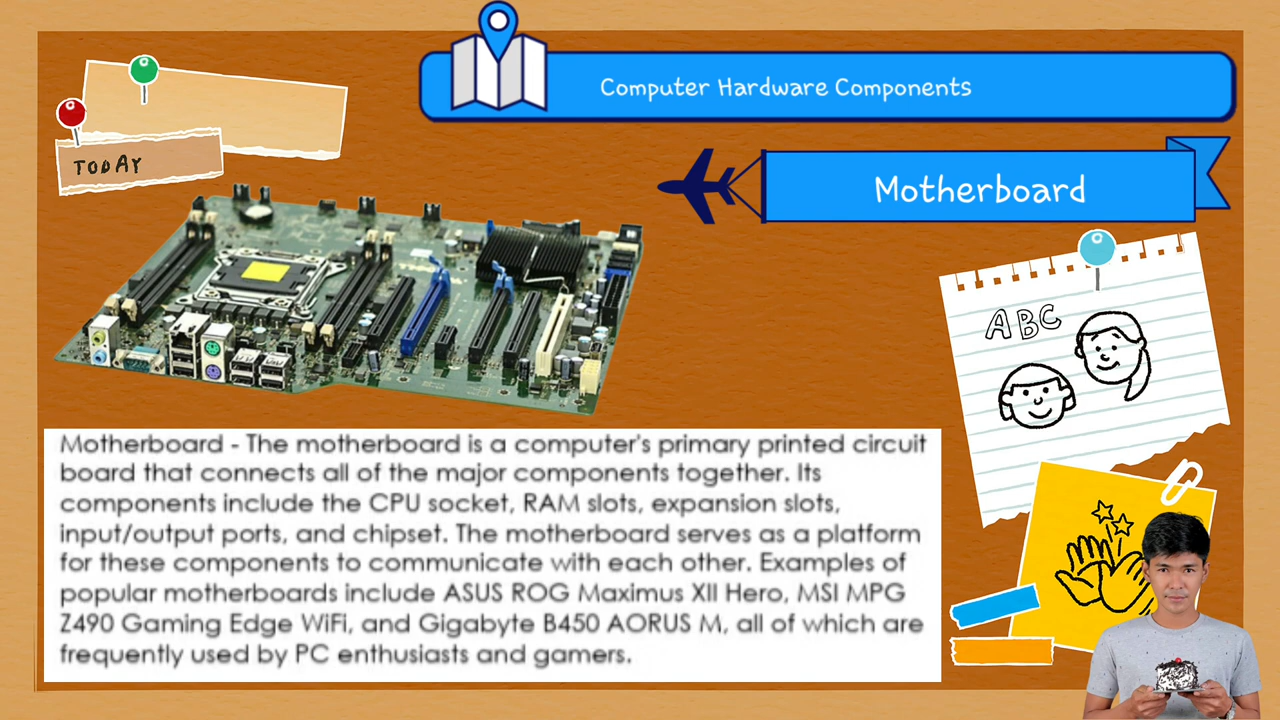 Computer Hardware Components
TODAY
Motherboard
ABC
Motherboard - The motherboard is a computer's primary printed circuit
board that connects all of the major components together. Its
components include the CPU socket, RAM slots, expansion slots,
input/output ports, and chipset. The motherboard serves as a platform
for these components to communicate with each other. Examples of
popular motherboards include ASUS ROG Maximus XII Hero, MSI MPG
Z490 Gaming Edge WiFi, and Gigabyte B450 AORUS M, all of which are
frequently used by PC enthusiasts and gamers.